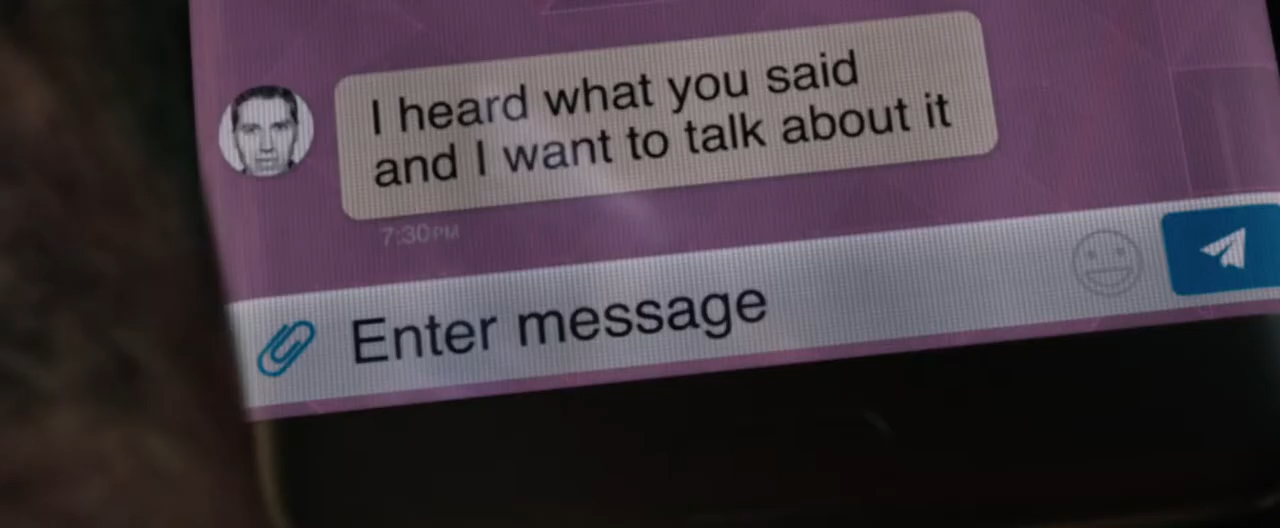 I heard what you said
and I want to talk about it
7:30PM
Enter message